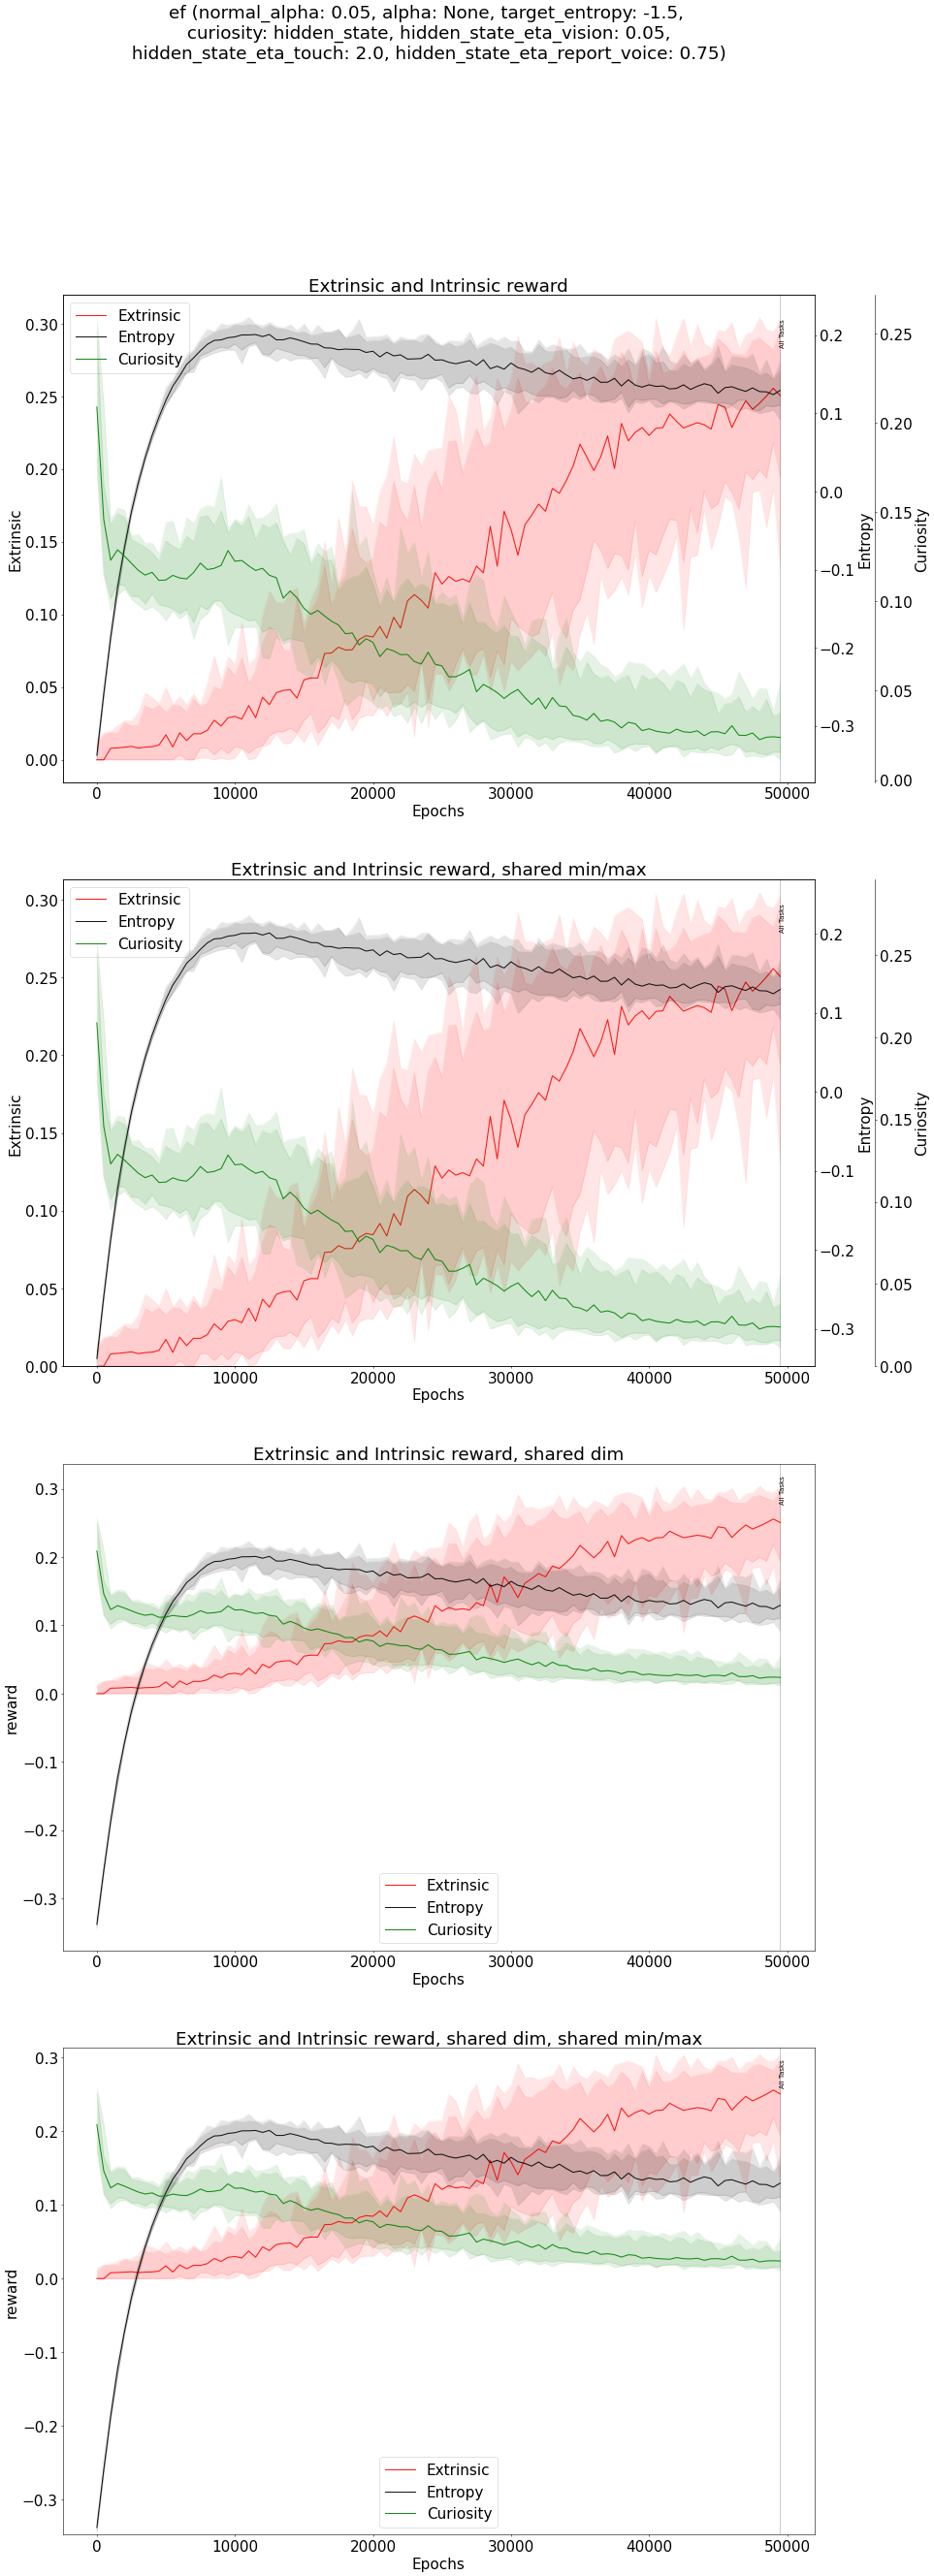 ef (normal_alpha: 0.05, alpha: None, target_entropy: -1.5,
curiosity: hidden_state, hidden_state_eta_vision: 0.05,
hidden_state_eta_touch: 2.0, hidden_state_eta_report_voice: 0.75)
Extrinsic and Intrinsic reward
Extrinsic
Entropy
Curiosity
All Tasks
0.30
0.25
0.20
0.15
0.10
0.05
0.00
Extrinsic
0.2
0.1
0.0
−0.1
−0.2
−0.3
Entropy
0.25
0.20
0.15
0.10
0.05
0.00
Curiosity
0 10000 20000 30000 40000 50000
Epochs
Extrinsic and Intrinsic reward, shared min/max
Extrinsic
Entropy
Curiosity
All Tasks
0.30
0.25
0.20
0.15
0.10
0.05
0.00
Extrinsic
0.2
0.1
0.0
−0.1
−0.2
−0.3
Entropy
0.25
0.20
0.15
0.10
0.05
0.00
Curiosity
0 10000 20000 30000 40000 50000
Epochs
Extrinsic and Intrinsic reward, shared dim
All Tasks
0.3
0.2
0.1
0.0
−0.1
−0.2
−0.3
reward
Extrinsic
Entropy
Curiosity
0 10000 20000 30000 40000 50000
Epochs
Extrinsic and Intrinsic reward, shared dim, shared min/max
All Tasks
0.3
0.2
0.1
0.0
−0.1
−0.2
−0.3
reward
Extrinsic
Entropy
Curiosity
0 10000 20000 30000 40000 50000
Epochs